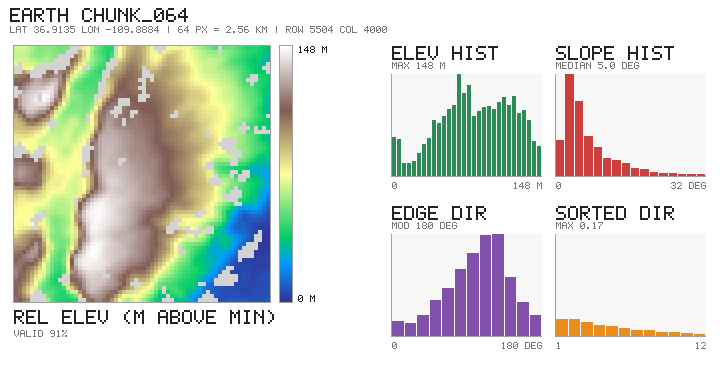 EARTH CHUNK_064
LAT 36.9135 LON -109.8884 | 64 PX = 2.56 KM | ROW 5504 COL 4000
148 M
0 M
REL ELEV (M ABOVE MIN)
VALID 91%
ELEV HIST
MAX 148 M
0 148 M
SLOPE HIST
MEDIAN 5.0 DEG
0 32 DEG
EDGE DIR
MOD 180 DEG
0 180 DEG
SORTED DIR
MAX 0.17
1 12